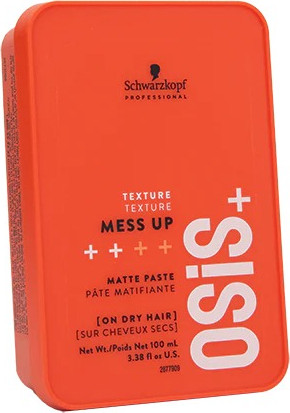 Schwarzkopf
PROFESSIONAL
TEXTURE
TEXTURE
MESS UP
++++
MATTE PASTE
PÂTE MATIFIANTE
[ON DRY HAIR]
[SUR CHEVEUX SECS]
Net Wt./Poids Net 100 mL
3.38 fl oz U.S.
2977909
OSiS+